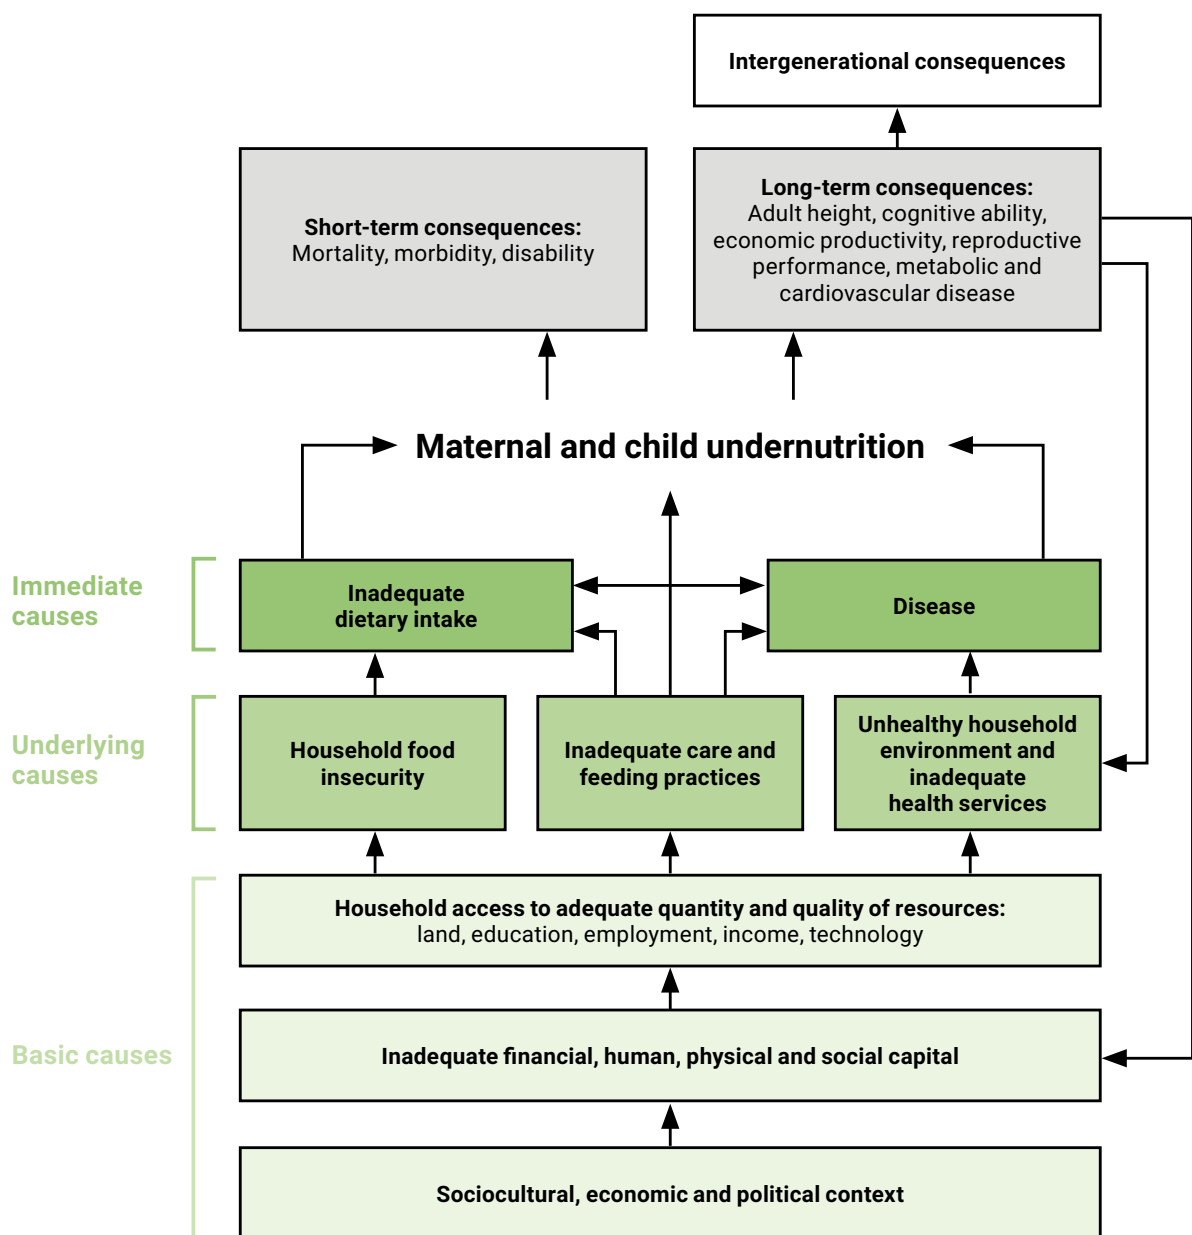 Intergenerational consequences
Short-term consequences:
Mortality, morbidity, disability
Long-term consequences:
Adult height, cognitive ability,
economic productivity, reproductive
performance, metabolic and
cardiovascular disease
Maternal and child undernutrition
Immediate
causes
Inadequate
dietary intake
Disease
Underlying
causes
Household food
insecurity
Inadequate care and
feeding practices
Unhealthy household
environment and
inadequate
health services
Basic causes
Household access to adequate quantity and quality of resources:
land, education, employment, income, technology
Inadequate financial, human, physical and social capital
Sociocultural, economic and political context